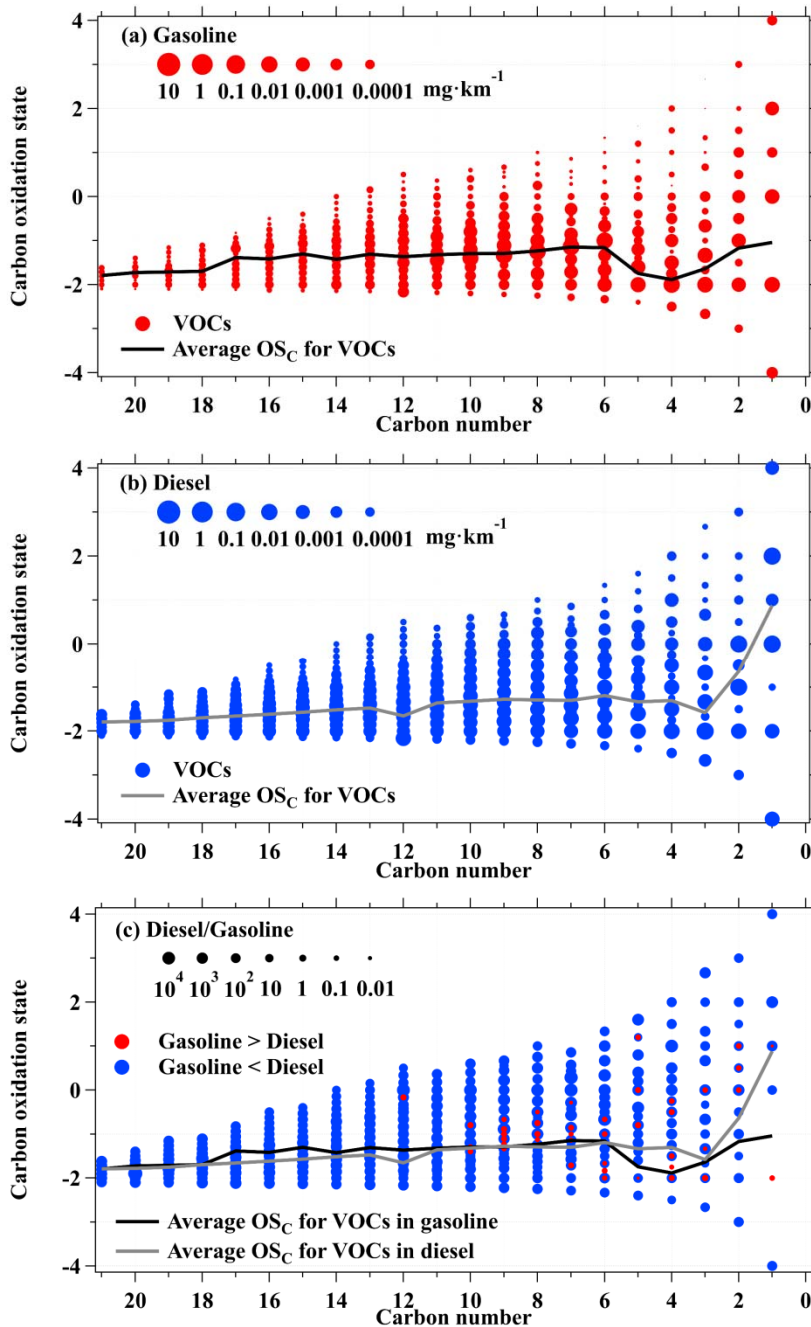 (a) Gasoline
10 1 0.1 0.01 0.001 0.0001 mg·km⁻¹
Carbon oxidation state
4
2
0
-2
-4
VOCs
Average OSC for VOCs
20 18 16 14 12 10 8 6 4 2 0
Carbon number
(b) Diesel
10 1 0.1 0.01 0.001 0.0001 mg·km⁻¹
Carbon oxidation state
4
2
0
-2
-4
VOCs
Average OSC for VOCs
20 18 16 14 12 10 8 6 4 2 0
Carbon number
(c) Diesel/Gasoline
10⁴ 10³ 10² 10 1 0.1 0.01
Gasoline > Diesel
Gasoline < Diesel
Carbon oxidation state
4
2
0
-2
-4
Average OSC for VOCs in gasoline
Average OSC for VOCs in diesel
20 18 16 14 12 10 8 6 4 2 0
Carbon number